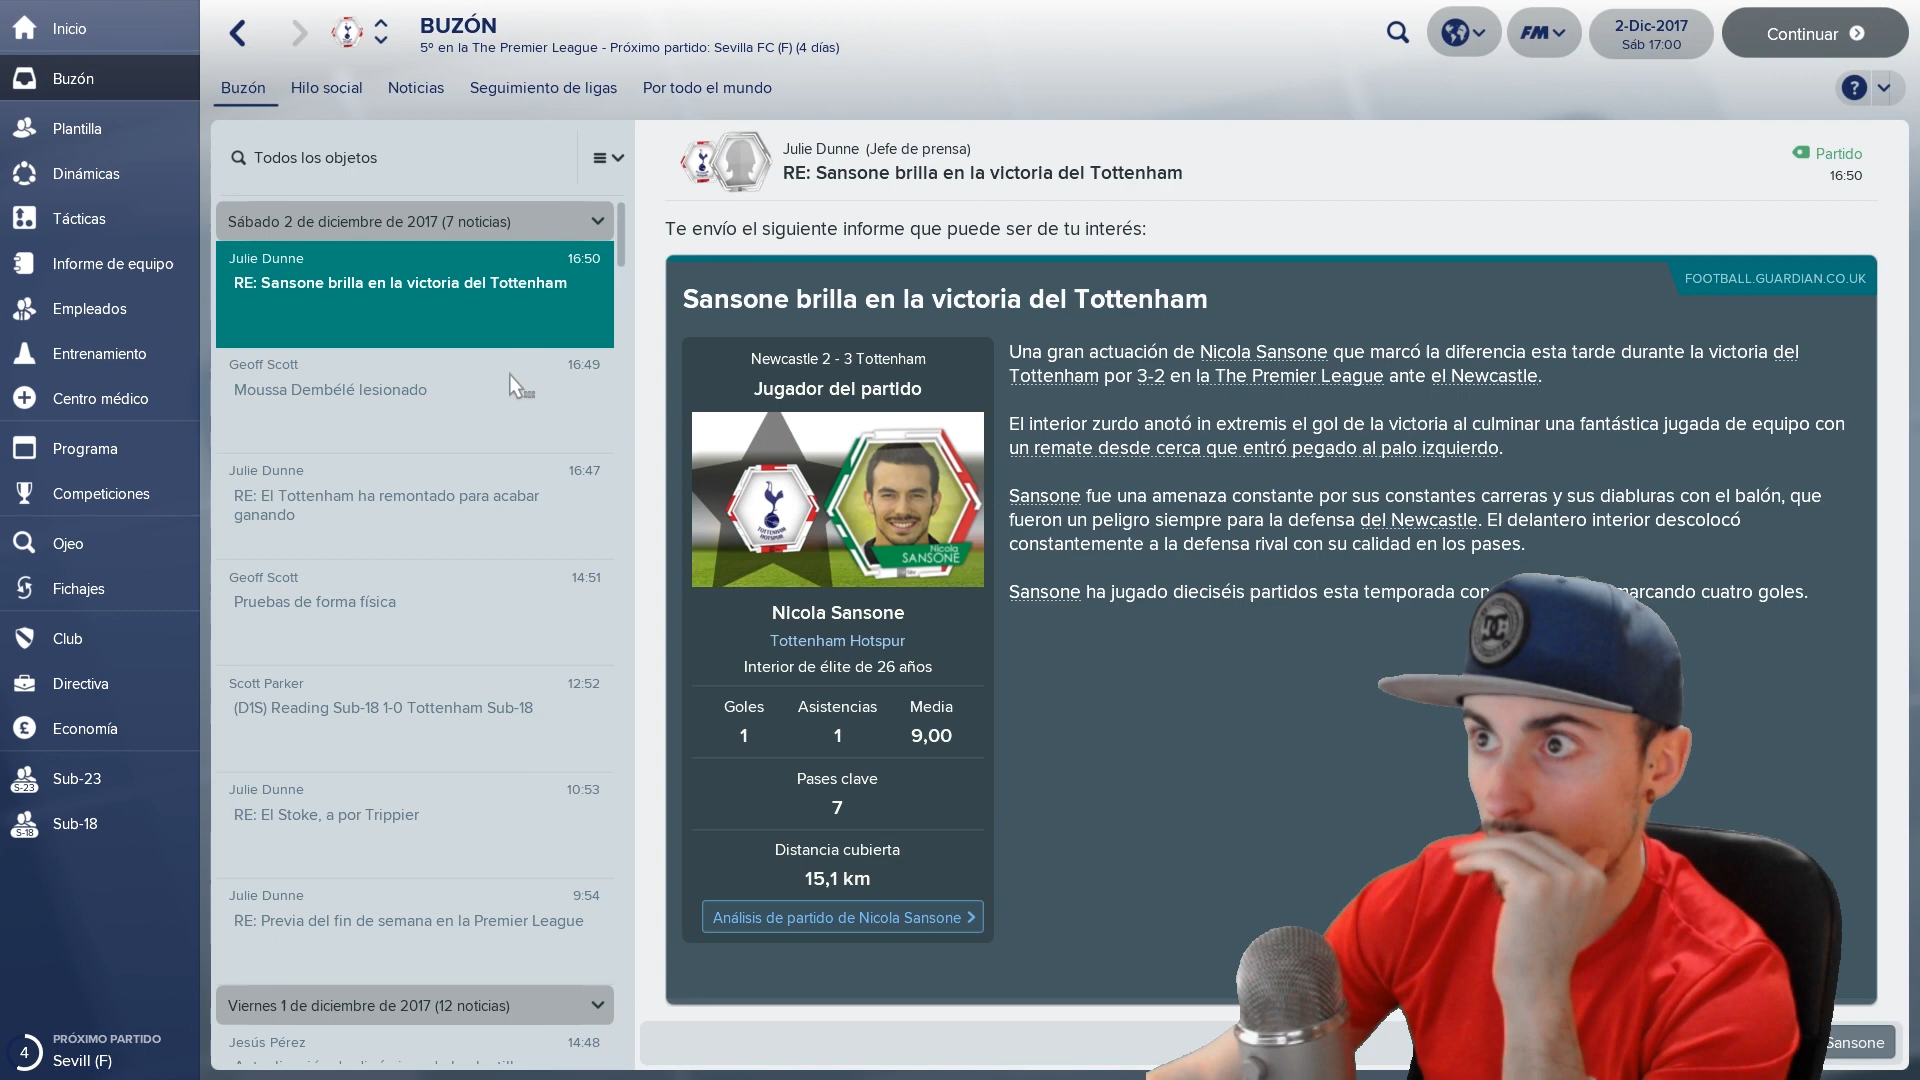 Inicio
Buzón
Plantilla
Dinámicas
Tácticas
Informe de equipo
Empleados
Entrenamiento
Centro médico
Programa
Competiciones
Ojeo
Fichajes
Club
Directiva
Economía
S-23
Sub-23
S-18
Sub-18
4
PRÓXIMO PARTIDO
Sevill (F)
BUZÓN
5º en la The Premier League - Próximo partido: Sevilla FC (F) (4 días)
FM
2-Dic-2017
Sáb 17:00
Continuar
Buzón
Hilo social
Noticias
Seguimiento de ligas
Por todo el mundo
?
Todos los objetos
Sábado 2 de diciembre de 2017 (7 noticias)
Julie Dunne 16:50
RE: Sansone brilla en la victoria del Tottenham
Geoff Scott 16:49
Moussa Dembélé lesionado
Julie Dunne 16:47
RE: El Tottenham ha remontado para acabar
ganando
Geoff Scott 14:51
Pruebas de forma física
Scott Parker 12:52
(D1S) Reading Sub-18 1-0 Tottenham Sub-18
Julie Dunne 10:53
RE: El Stoke, a por Trippier
Julie Dunne 9:54
RE: Previa del fin de semana en la Premier League
Viernes 1 de diciembre de 2017 (12 noticias)
Jesús Pérez 14:48
Julie Dunne (Jefe de prensa)
RE: Sansone brilla en la victoria del Tottenham
Partido
16:50
Te envío el siguiente informe que puede ser de tu interés:
FOOTBALL.GUARDIAN.CO.UK
Sansone brilla en la victoria del Tottenham
Newcastle 2 - 3 Tottenham
Jugador del partido
TOTTENHAM
HOTSPUR
Nicola
SANSONE
Nicola Sansone
Tottenham Hotspur
Interior de élite de 26 años
Goles Asistencias Media
1 1 9,00
Pases clave
7
Distancia cubierta
15,1 km
Análisis de partido de Nicola Sansone
Una gran actuación de Nicola Sansone que marcó la diferencia esta tarde durante la victoria del
Tottenham por 3-2 en la The Premier League ante el Newcastle.
El interior zurdo anotó in extremis el gol de la victoria al culminar una fantástica jugada de equipo con
un remate desde cerca que entró pegado al palo izquierdo.
Sansone fue una amenaza constante por sus constantes carreras y sus diabluras con el balón, que
fueron un peligro siempre para la defensa del Newcastle. El delantero interior descolocó
constantemente a la defensa rival con su calidad en los pases.
Sansone ha jugado dieciséis partidos esta temporada con marcando cuatro goles.
DC
Sansone